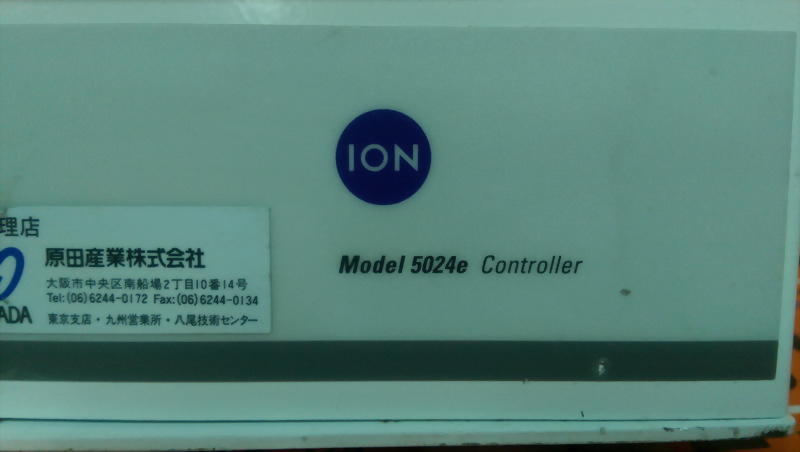 ION
Model 5024e Controller
理店
原田産業株式会社
大阪市中央区南船場2丁目10番14号
Tel:(06)6244-0172 Fax:(06)6244-0134
ADA
東京支店・九州営業所・八尾技術センター